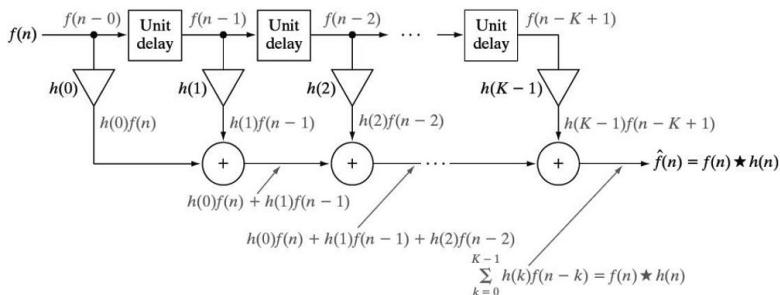 f(n)
f(n − 0)
Unit delay
f(n − 1)
Unit delay
f(n − 2)
· · ·
Unit delay
f(n − K + 1)
h(0)
h(1)
h(2)
h(K − 1)
h(0)f(n)
h(1)f(n − 1)
h(2)f(n − 2)
h(K − 1)f(n − K + 1)
+
+
· · ·
+
f̂(n) = f(n)★h(n)
h(0)f(n) + h(1)f(n − 1)
h(0)f(n) + h(1)f(n − 1) + h(2)f(n − 2)
K − 1
∑ h(k)f(n − k) = f(n)★h(n)
k = 0